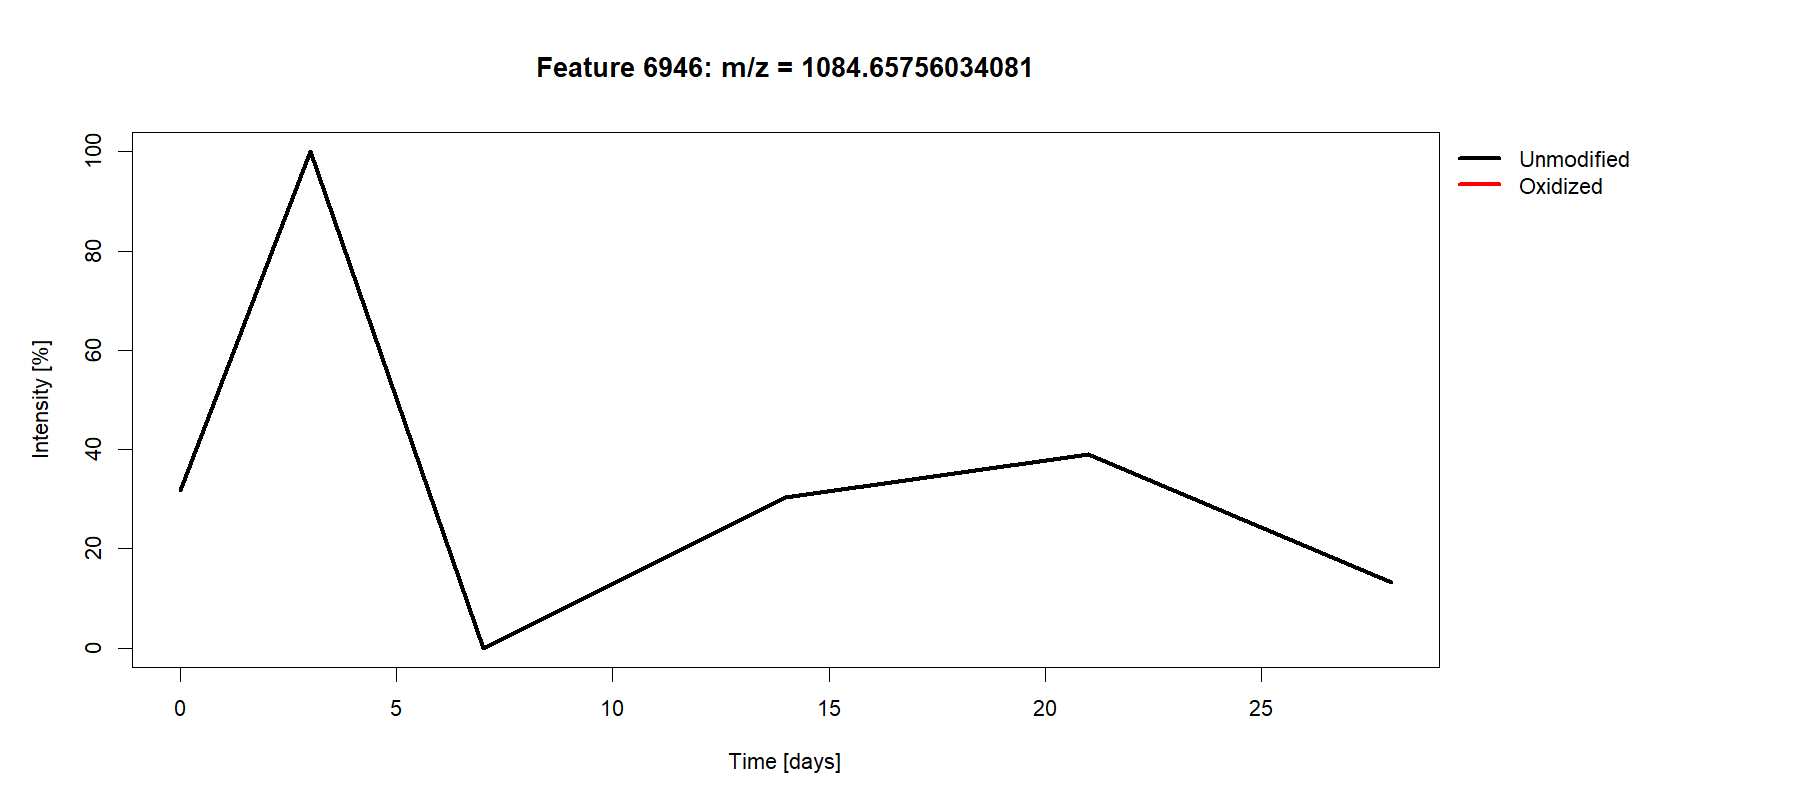 Feature 6946: m/z = 1084.65756034081
Unmodified
Oxidized
100
80
60
40
20
0
Intensity [%]
0 5 10 15 20 25
Time [days]